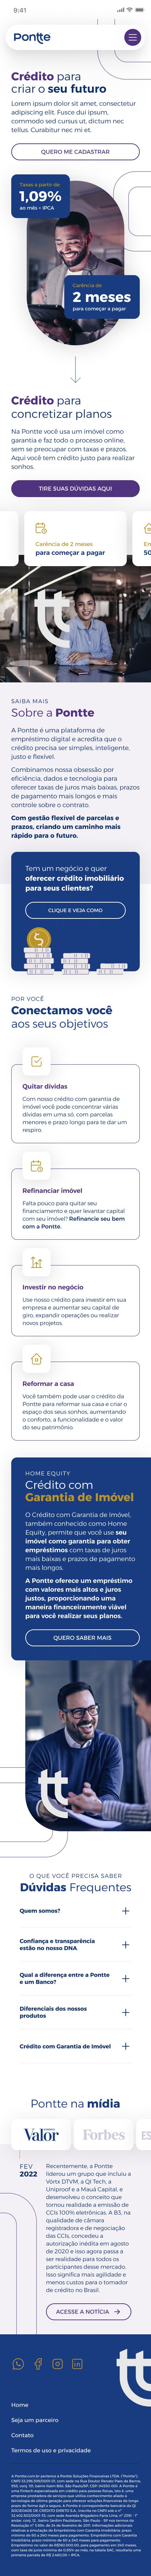 9:41
Pontte
Crédito para
criar o seu futuro
Lorem ipsum dolor sit amet, consectetur
adipiscing elit. Fusce dui ipsum,
commodo sed cursus ut, dictum nec
tellus. Curabitur nec mi et.
QUERO ME CADASTRAR
Taxas a partir de
1,09%
ao mês + IPCA
Carência de
2 meses
para começar a pagar
Crédito para
concretizar planos
Na Pontte você usa um imóvel como
garantia e faz todo o processo online,
sem se preocupar com taxas e prazos.
Aqui você tem crédito justo para realizar
sonhos.
TIRE SUAS DÚVIDAS AQUI
Carência de 2 meses
para começar a pagar
SAIBA MAIS
Sobre a Pontte
A Pontte é uma plataforma de
empréstimo digital e acredita que o
crédito precisa ser simples, inteligente,
justo e flexível.
Combinamos nossa obsessão por
eficiência, dados e tecnologia para
oferecer taxas de juros mais baixas, prazos
de pagamento mais longos e mais
controle sobre o contrato.
Com gestão flexível de parcelas e
prazos, criando um caminho mais
rápido para o futuro.
Tem um negócio e quer
oferecer crédito imobiliário
para seus clientes?
CLIQUE E VEJA COMO
POR VOCÊ
Conectamos você
aos seus objetivos
Quitar dívidas
Com nosso crédito com garantia de
imóvel você pode concentrar várias
dívidas em uma só, com parcelas
menores e prazo longo para te dar um
respiro.
Refinanciar imóvel
Falta pouco para quitar seu
financiamento e quer levantar capital
com seu imóvel? Refinancie seu bem
com a Pontte.
Investir no negócio
Use nosso crédito para investir em sua
empresa e aumentar seu capital de
giro, expandir operações ou realizar
novos projetos.
Reformar a casa
Você também pode usar o crédito da
Pontte para reformar sua casa e criar o
espaço dos seus sonhos, aumentando
o conforto, a funcionalidade e o valor
do seu patrimônio.
HOME EQUITY
Crédito com
Garantia de Imóvel
O Crédito com Garantia de Imóvel,
também conhecido como Home
Equity, permite que você use seu
imóvel como garantia para obter
empréstimos com taxas de juros
mais baixas e prazos de pagamento
mais longos.
A Pontte oferece um empréstimo
com valores mais altos e juros
justos, proporcionando uma
maneira financeiramente viável
para você realizar seus planos.
QUERO SABER MAIS
O QUE VOCÊ PRECISA SABER
Dúvidas Frequentes
Quem somos?
Confiança e transparência
estão no nosso DNA
Qual a diferença entre a Pontte
e um Banco?
Diferenciais dos nossos
produtos
Crédito com Garantia de Imóvel
Pontte na mídia
Valor
Forbes
ES
FEV
2022
Recentemente, a Pontte
liderou um grupo que incluiu a
Vórtx DTVM, a QI Tech, a
Uniproof e a Mauá Capital, e
desenvolveu o conceito que
tornou realidade a emissão de
CCIs 100% eletrônicas. A B3, na
qualidade de câmara
registradora e de negociação
das CCIs, concedeu a
autorização inédita em agosto
de 2020 e isso agora passa a
ser realidade para todos os
participantes desse mercado.
Isso significa mais agilidade e
menos custos para o tomador
de crédito no Brasil.
ACESSE A NOTÍCIA
Home
Seja um parceiro
Contato
Termos de uso e privacidade